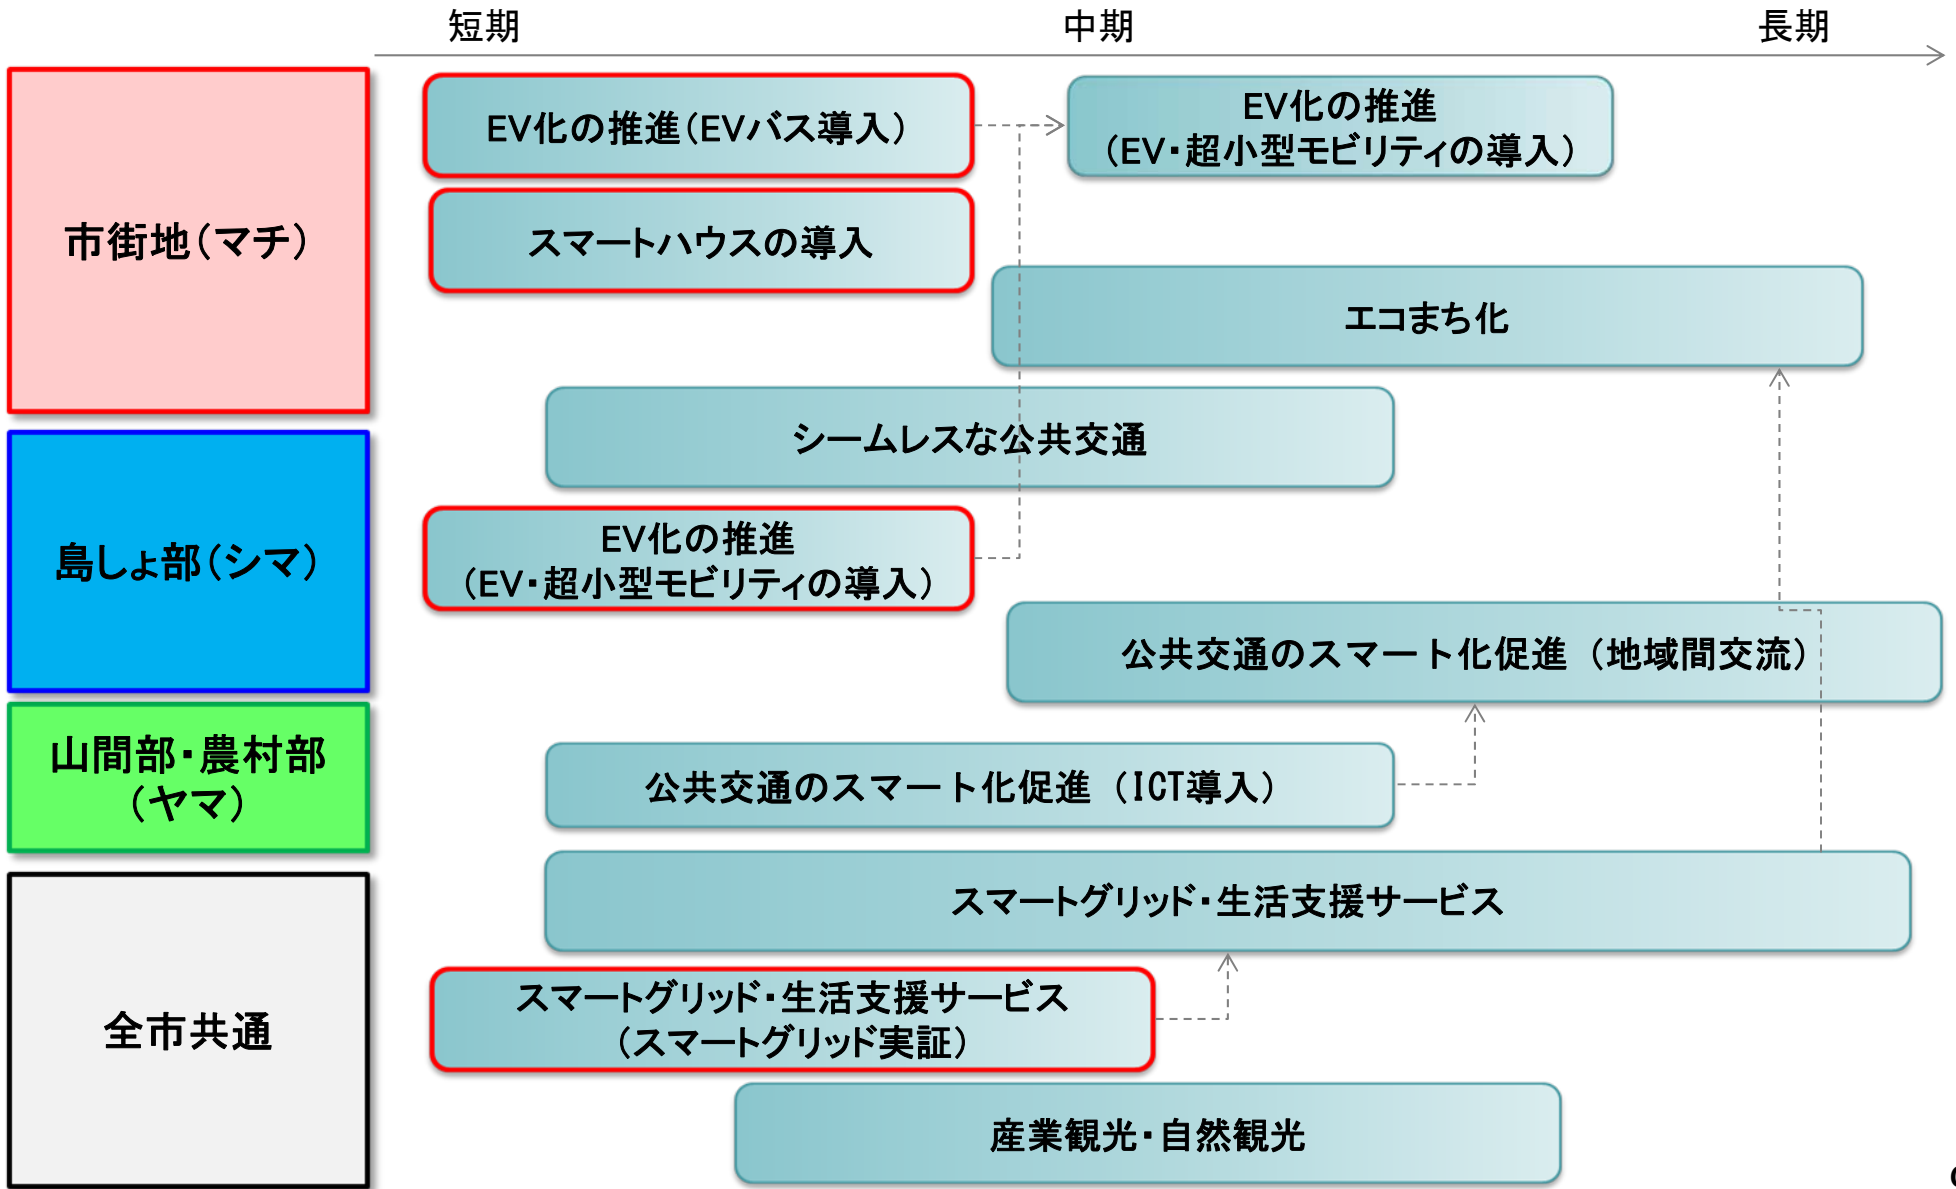 短期
中期
長期
市街地（マチ）
EV化の推進（EVバス導入）
EV化の推進
（EV・超小型モビリティの導入）
スマートハウスの導入
エコまち化
シームレスな公共交通
島しょ部（シマ）
EV化の推進
（EV・超小型モビリティの導入）
公共交通のスマート化促進（地域間交流）
山間部・農村部
（ヤマ）
公共交通のスマート化促進（ICT導入）
スマートグリッド・生活支援サービス
全市共通
スマートグリッド・生活支援サービス
（スマートグリッド実証）
産業観光・自然観光